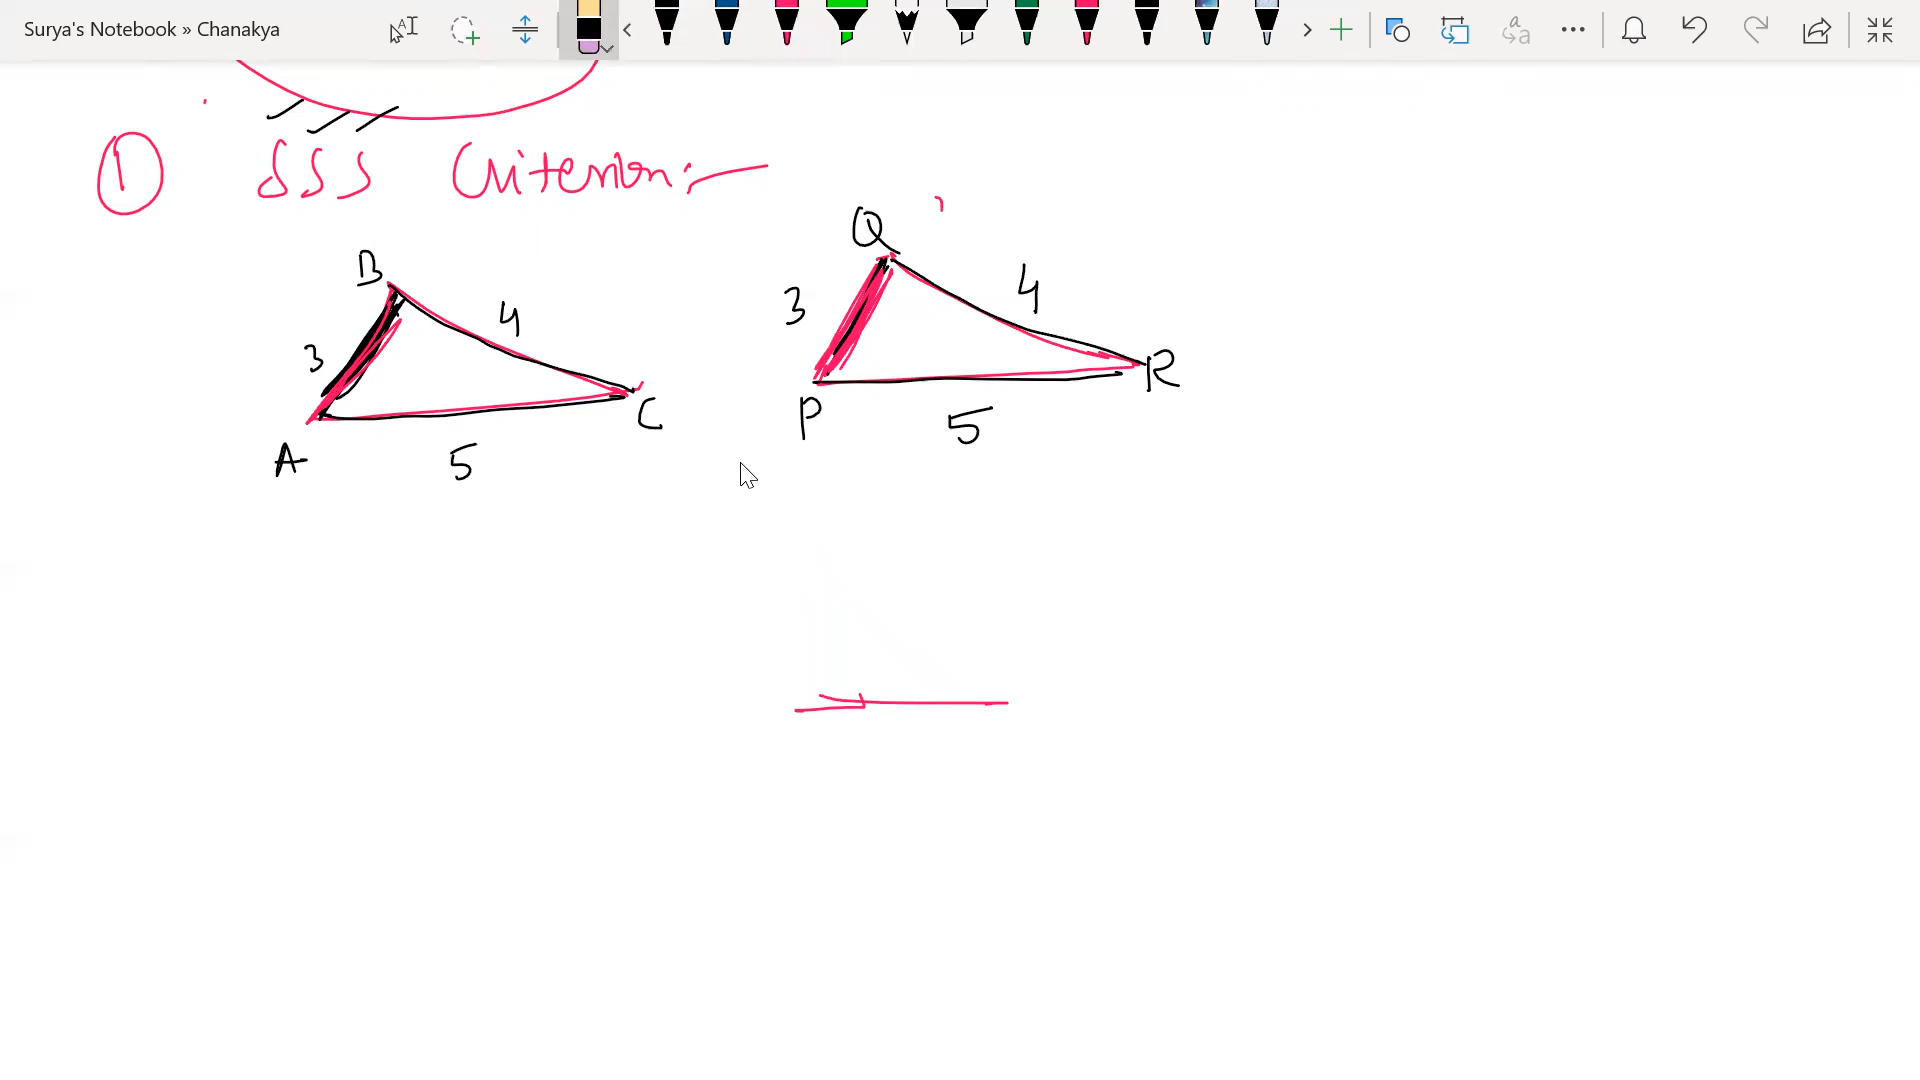 Surya's Notebook » Chanakya
① SSS Criterion:—
B
Q
3
4
3
4
A
5
C
P
5
R